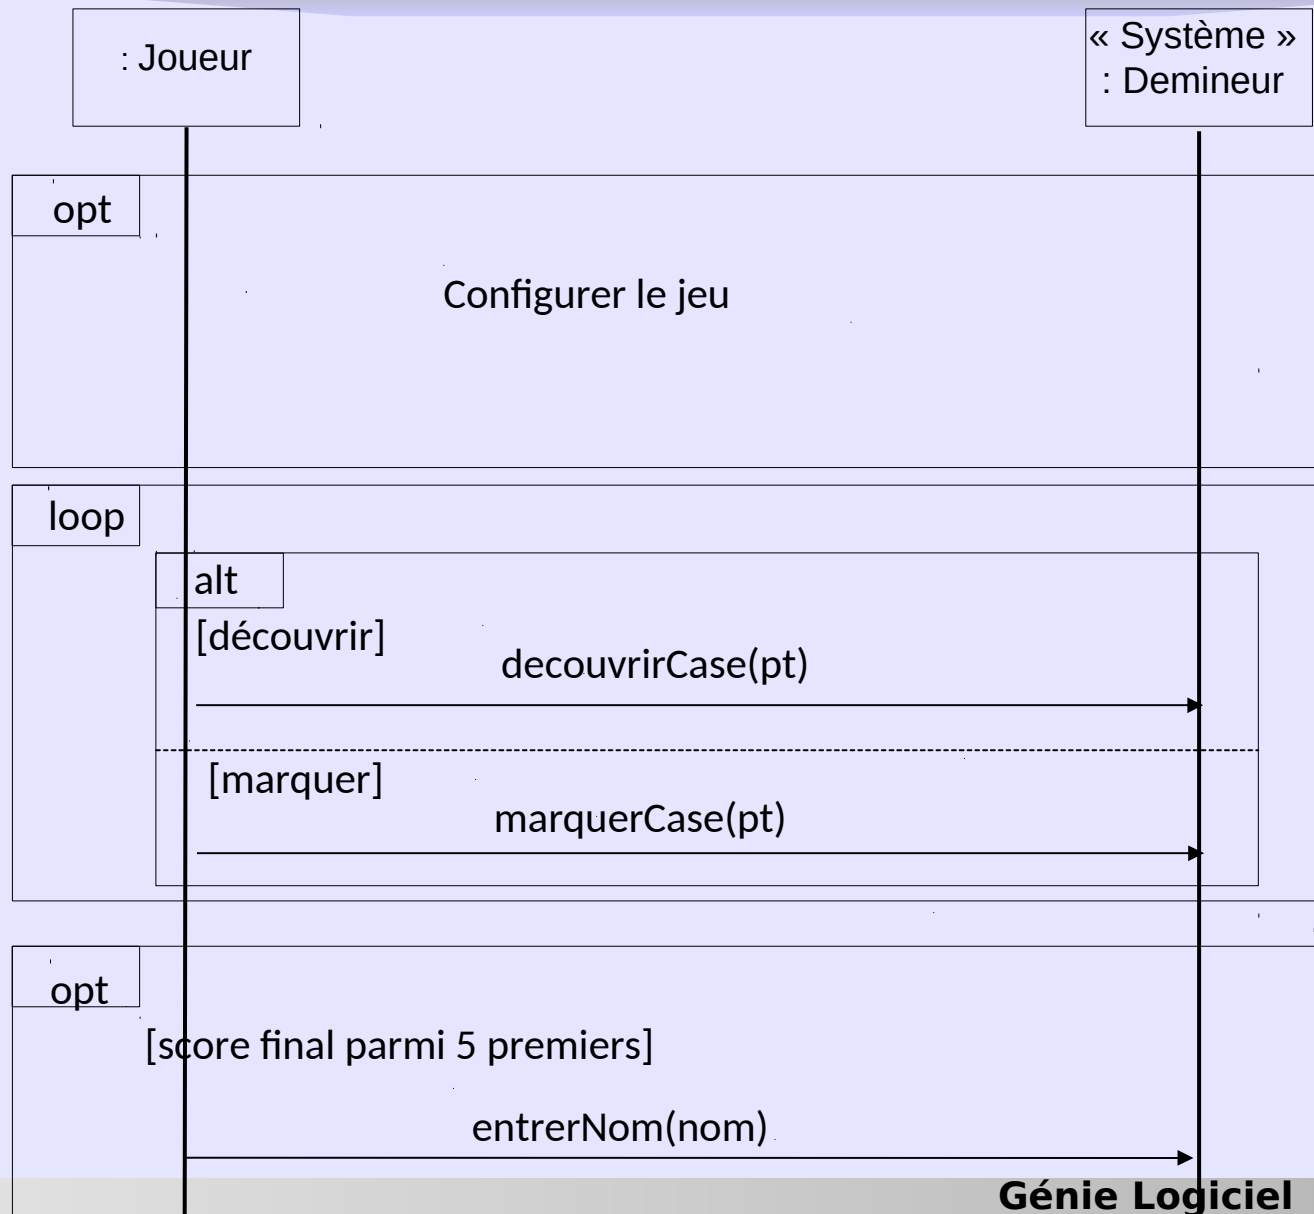 : Joueur
« Système »
: Demineur
opt
Configurer le jeu
loop
alt
[découvrir]
decouvrirCase(pt)
[marquer]
marquerCase(pt)
opt
[score final parmi 5 premiers]
entrerNom(nom)
Génie Logiciel